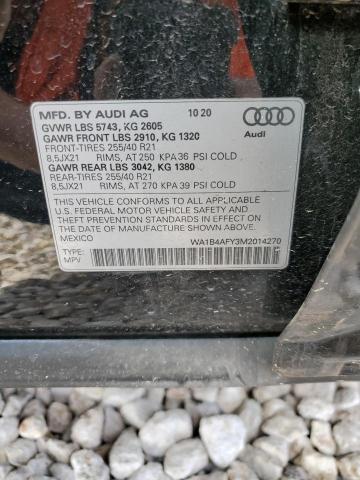 MFD. BY AUDI AG 10 20
GVWR LBS 5743, KG 2605
GAWR FRONT LBS 2910, KG 1320
FRONT-TIRES 255/40 R21
8,5JX21 RIMS, AT 250 KPA 36 PSI COLD
GAWR REAR LBS 3042, KG 1380
REAR-TIRES 255/40 R21
8,5JX21 RIMS, AT 270 KPA 39 PSI COLD
Audi
THIS VEHICLE CONFORMS TO ALL APPLICABLE
U.S. FEDERAL MOTOR VEHICLE SAFETY AND
THEFT PREVENTION STANDARDS IN EFFECT ON THE
DATE OF MANUFACTURE SHOWN ABOVE.
MEXICO WA1B4AFY3M2014270
TYPE:
MPV